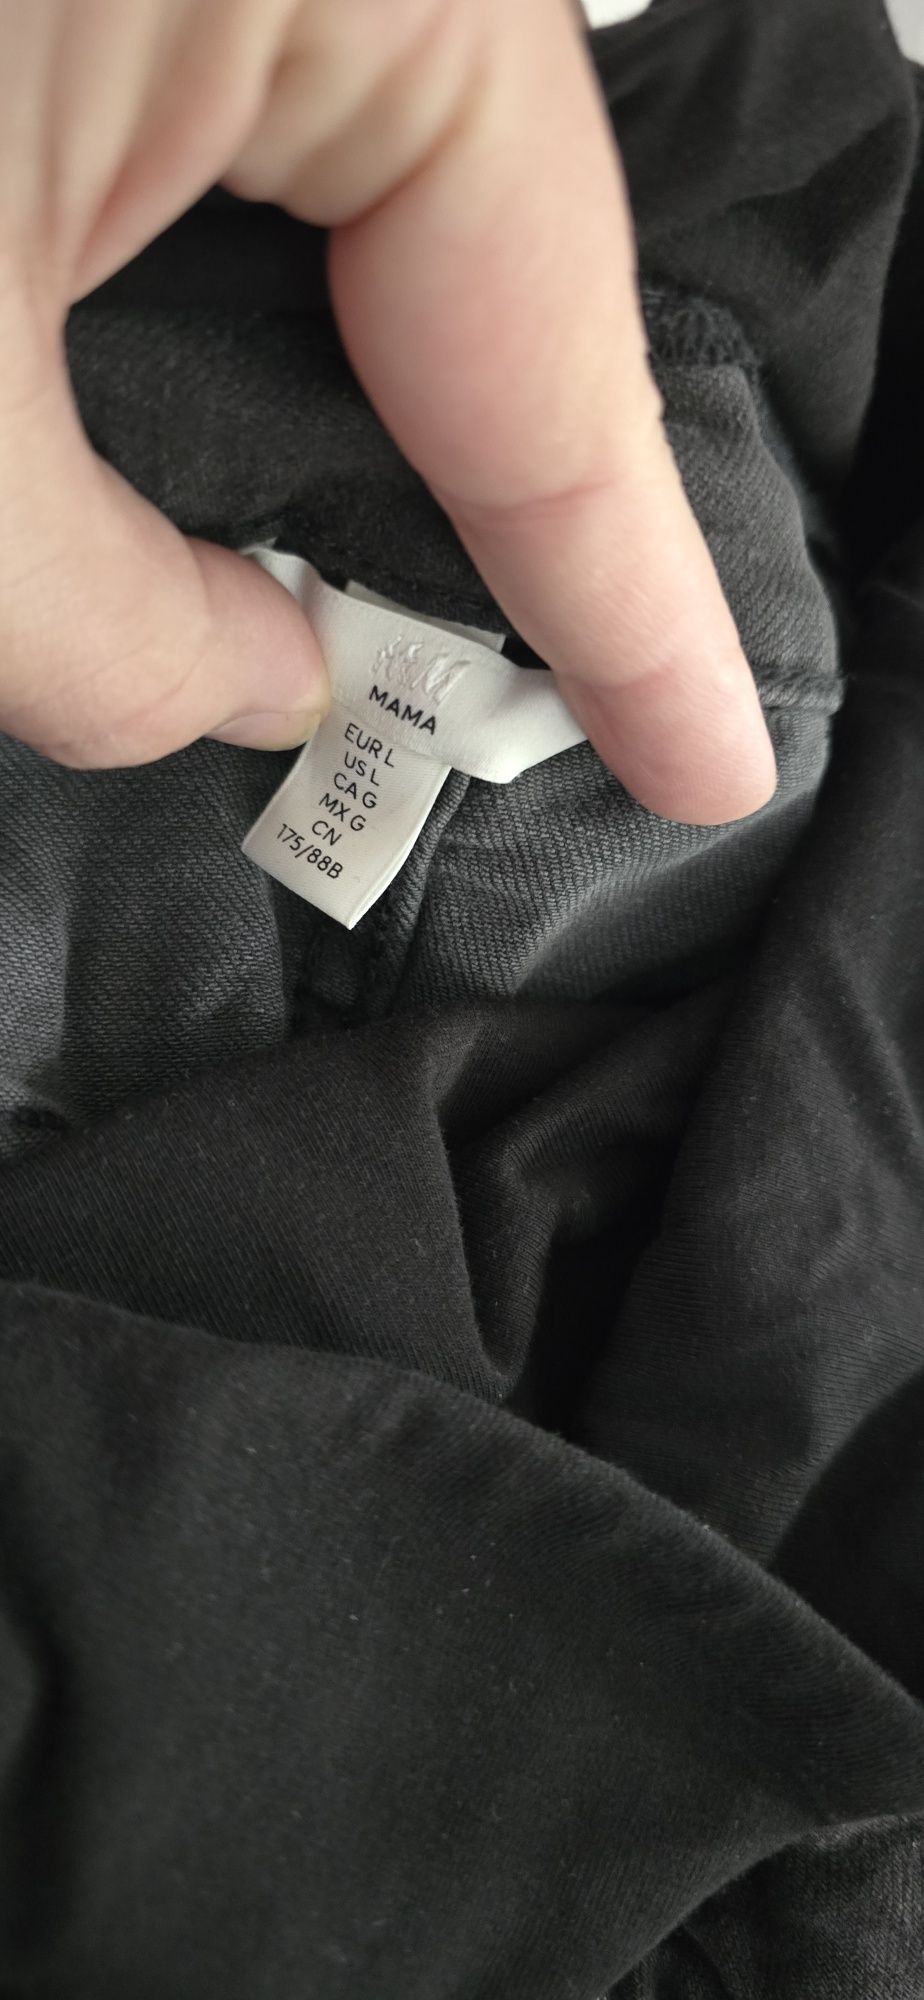 H&M
MAMA
EUR L
US L
CA G
MX G
CN
175/88B